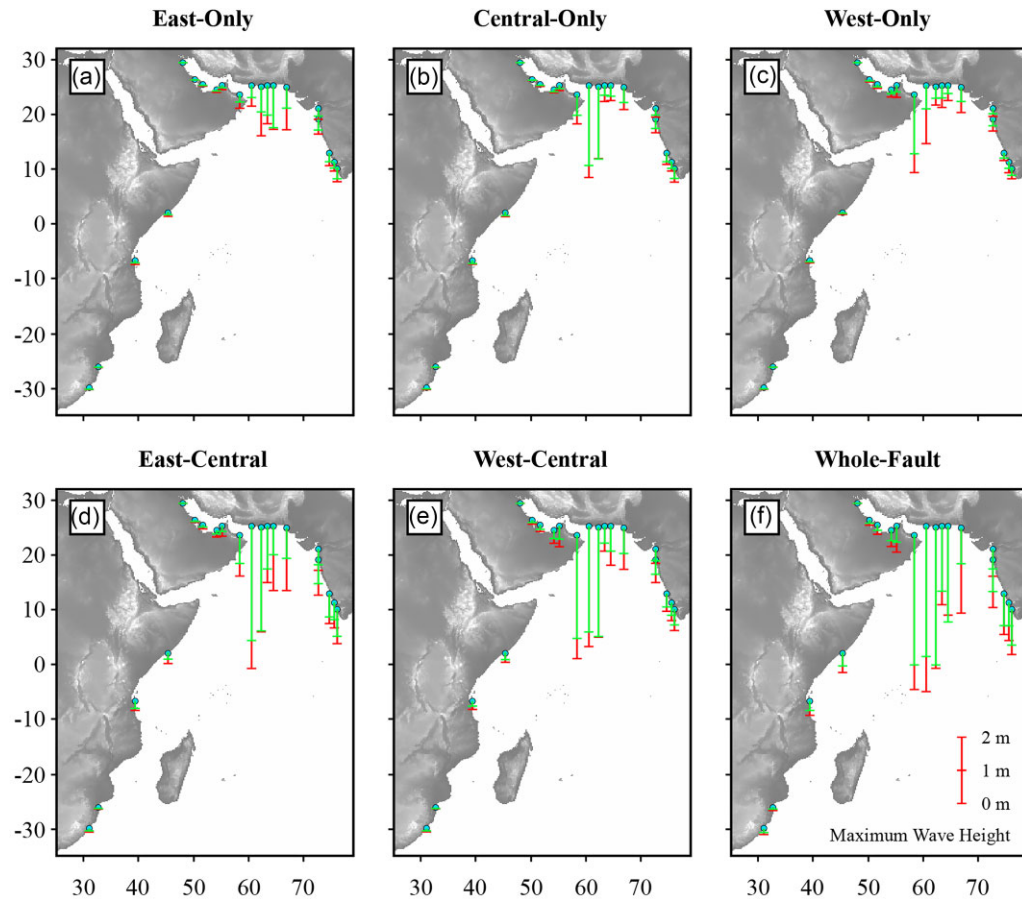 East-Only Central-Only West-Only
(a) (b) (c)
30
20
10
0
-10
-20
-30
East-Central West-Central Whole-Fault
(d) (e) (f)
30
20
10
0
-10
-20
-30
2 m
1 m
0 m
Maximum Wave Height
30 40 50 60 70 30 40 50 60 70 30 40 50 60 70